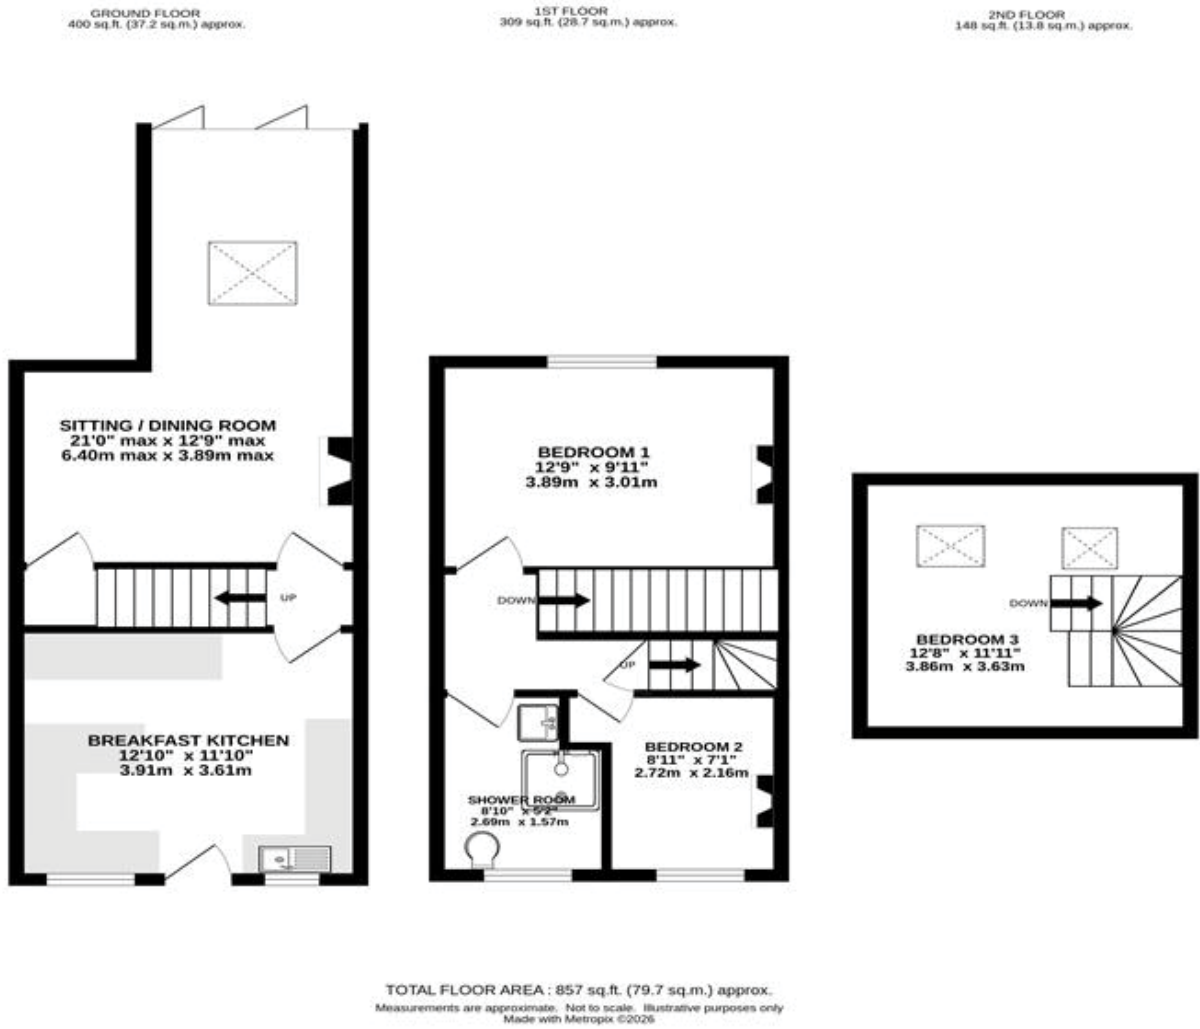 GROUND FLOOR
400 sq.ft. (37.2 sq.m.) approx.
1ST FLOOR
309 sq.ft. (28.7 sq.m.) approx.
2ND FLOOR
148 sq.ft. (13.8 sq.m.) approx.
SITTING / DINING ROOM
21'0" max x 12'9" max
6.40m max x 3.89m max
UP
BREAKFAST KITCHEN
12'10" x 11'10"
3.91m x 3.61m
BEDROOM 1
12'9" x 9'11"
3.89m x 3.01m
DOWN
UP
BEDROOM 2
8'11" x 7'1"
2.72m x 2.16m
SHOWER ROOM
8'10" x 5'2"
2.69m x 1.57m
DOWN
BEDROOM 3
12'8" x 11'11"
3.86m x 3.63m
TOTAL FLOOR AREA : 857 sq.ft. (79.7 sq.m.) approx.
Measurements are approximate. Not to scale. Illustrative purposes only
Made with Metropix ©2026